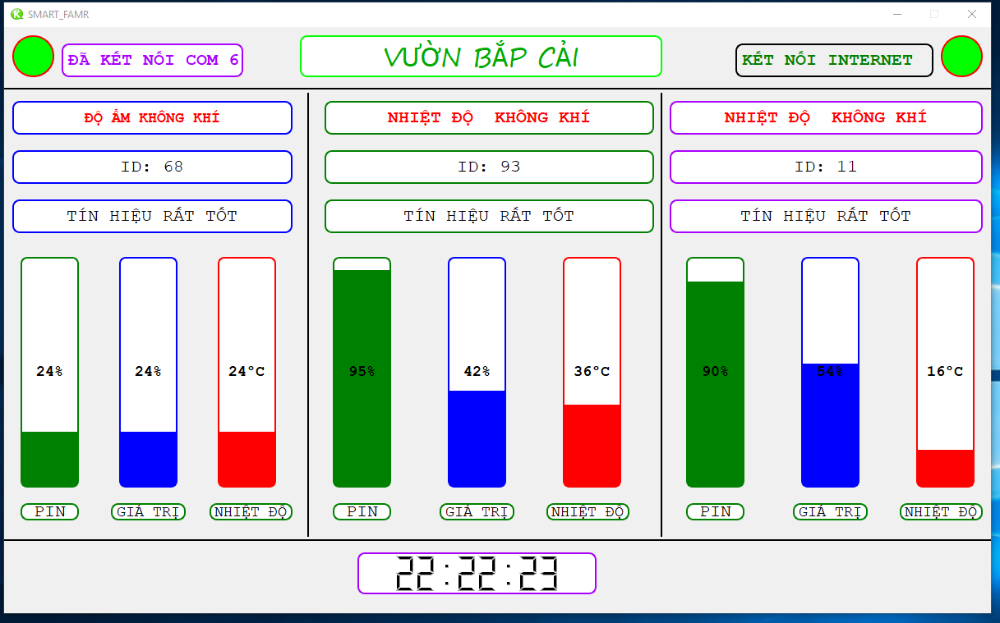 SMART_FAMR
ĐÃ KẾT NỐI COM 6
VƯỜN BẮP CẢI
KẾT NỐI INTERNET
ĐỘ ẨM KHÔNG KHÍ
NHIỆT ĐỘ KHÔNG KHÍ
NHIỆT ĐỘ KHÔNG KHÍ
ID: 68
ID: 93
ID: 11
TÍN HIỆU RẤT TỐT
TÍN HIỆU RẤT TỐT
TÍN HIỆU RẤT TỐT
24%
24%
24°C
95%
42%
36°C
90%
54%
16°C
PIN
GIÁ TRỊ
NHIỆT ĐỘ
PIN
GIÁ TRỊ
NHIỆT ĐỘ
PIN
GIÁ TRỊ
NHIỆT ĐỘ
22:22:23